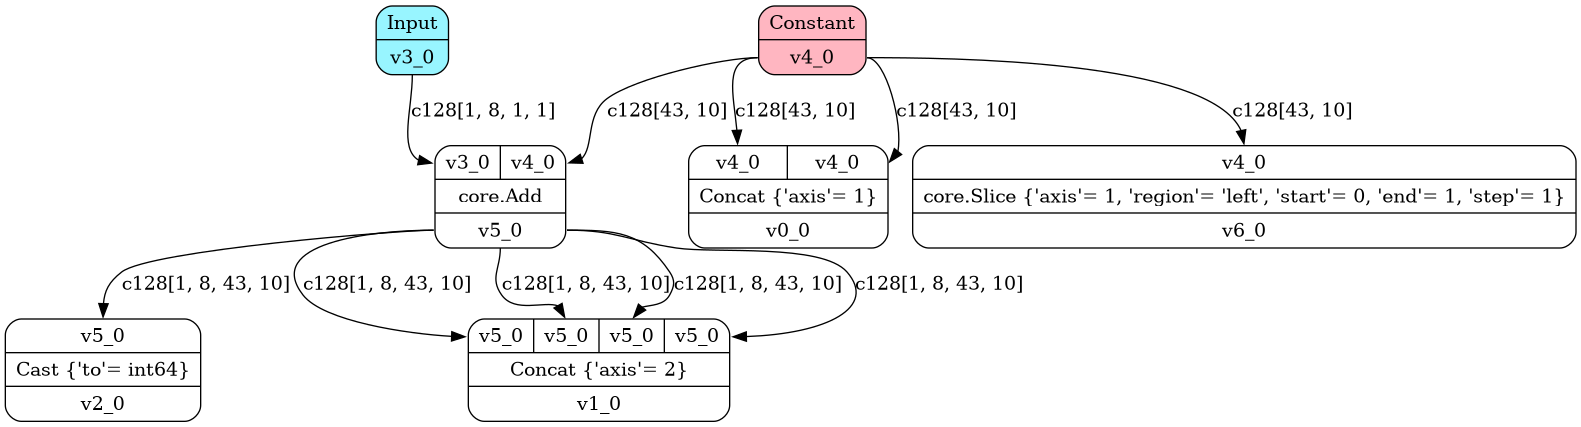 Input
v3_0
Constant
v4_0
c128[1, 8, 1, 1]
c128[43, 10]
c128[43, 10]
c128[43, 10]
c128[43, 10]
v3_0 v4_0
core.Add
v5_0
v4_0 v4_0
Concat {'axis'= 1}
v0_0
v4_0
core.Slice {'axis'= 1, 'region'= 'left', 'start'= 0, 'end'= 1, 'step'= 1}
v6_0
c128[1, 8, 43, 10]
c128[1, 8, 43, 10]
c128[1, 8, 43, 10]
c128[1, 8, 43, 10]
c128[1, 8, 43, 10]
v5_0
Cast {'to'= int64}
v2_0
v5_0 v5_0 v5_0 v5_0
Concat {'axis'= 2}
v1_0